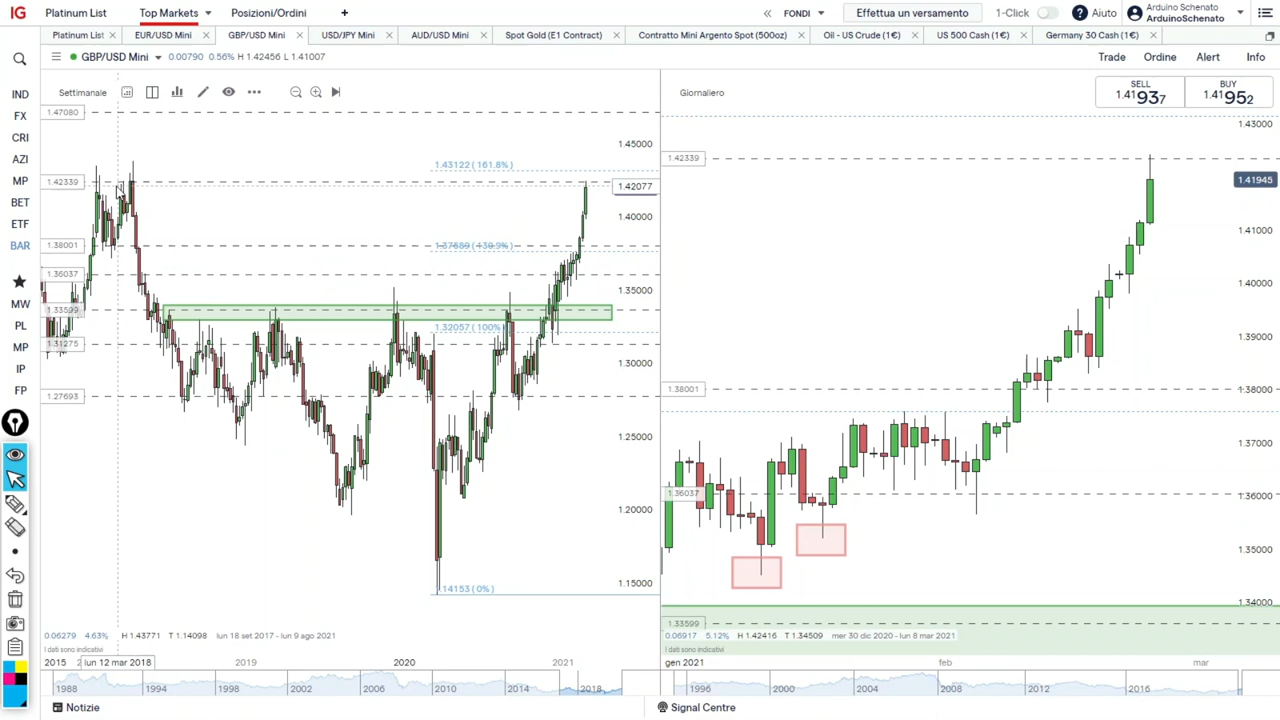 IG Platinum List Top Markets Posizioni/Ordini + FONDI Effettua un versamento 1-Click Aiuto Arduino Schenato
ArduinoSchenato
Platinum List EUR/USD Mini GBP/USD Mini USD/JPY Mini AUD/USD Mini Spot Gold (E1 Contract) Contratto Mini Argento Spot (500oz) Oil - US Crude (1€) US 500 Cash (1€) Germany 30 Cash (1€)
GBP/USD Mini 0.00790 0.56% H 1.42456 L 1.41007 Trade Ordine Alert Info
Settimanale Giornaliero
SELL BUY
1.41937 1.41952
IND
FX
CRI
AZI
MP
BET
ETF
BAR
MW
PL
MP
IP
FP
1.47080
1.42339
1.38001
1.36037
1.33599
1.31275
1.27693
1.43122 (161.8%)
1.37889 (130.9%)
1.32057 (100%)
1.14153 (0%)
1.45000
1.42077
1.40000
1.35000
1.30000
1.25000
1.20000
1.15000
0.06279 4.63% H 1.43771 T 1.14098 lun 18 set 2017 - lun 9 ago 2021
I dati sono indicativi
2015 lun 12 mar 2018 2019 2020 2021
1988 1994 1998 2002 2006 2010 2014 2018
1.42339
1.38001
1.36037
1.33599
1.43000
1.41945
1.41000
1.40000
1.39000
1.38000
1.37000
1.36000
1.35000
1.34000
0.06917 5.12% H 1.42416 T 1.34509 mer 30 dic 2020 - lun 8 mar 2021
I dati sono indicativi
gen 2021 feb mar
1996 2000 2004 2008 2012 2016
Notizie Signal Centre